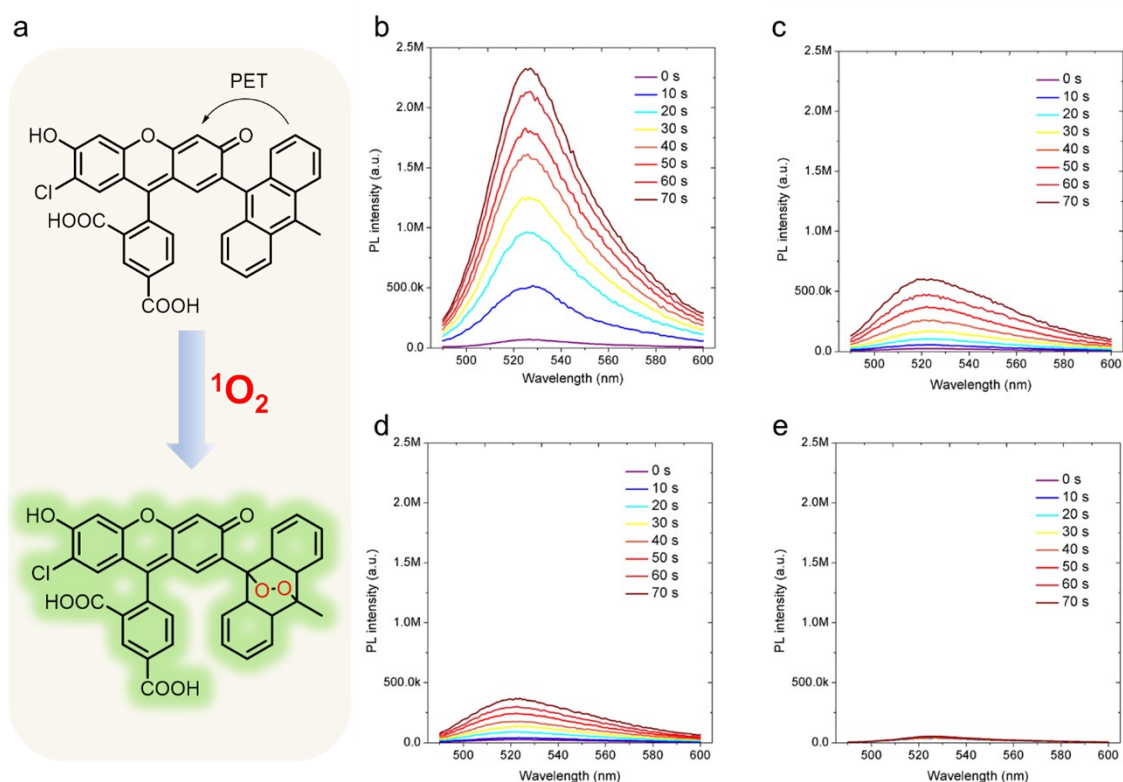 a
PET
HO
O
O
Cl
HOOC
COOH
¹O₂
HO
O
O
Cl
O-O
HOOC
COOH
b
2.5M
2.0M
1.5M
1.0M
500.0k
0.0
PL intensity (a.u.)
0 s
10 s
20 s
30 s
40 s
50 s
60 s
70 s
500 520 540 560 580 600
Wavelength (nm)
c
2.5M
2.0M
1.5M
1.0M
500.0k
0.0
PL intensity (a.u.)
0 s
10 s
20 s
30 s
40 s
50 s
60 s
70 s
500 520 540 560 580 600
Wavelength (nm)
d
2.5M
2.0M
1.5M
1.0M
500.0k
0.0
PL intensity (a.u.)
0 s
10 s
20 s
30 s
40 s
50 s
60 s
70 s
500 520 540 560 580 600
Wavelength (nm)
e
2.5M
2.0M
1.5M
1.0M
500.0k
0.0
PL intensity (a.u.)
0 s
10 s
20 s
30 s
40 s
50 s
60 s
70 s
500 520 540 560 580 600
Wavelength (nm)